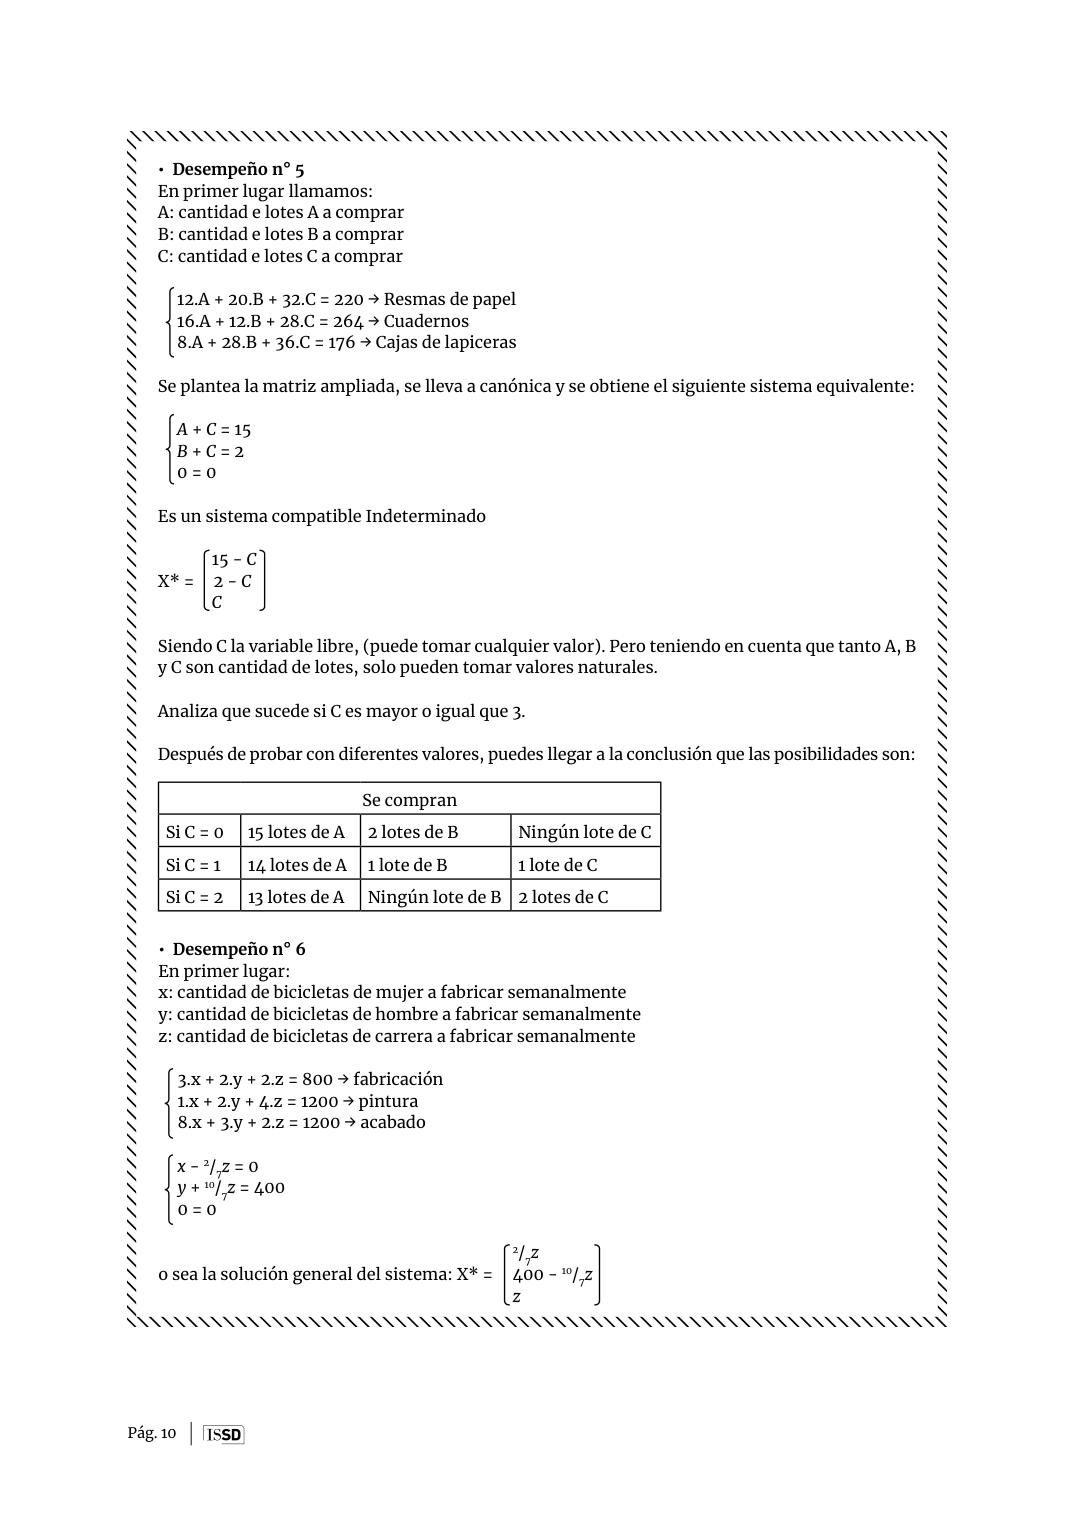 • Desempeño n° 5
En primer lugar llamamos:
A: cantidad e lotes A a comprar
B: cantidad e lotes B a comprar
C: cantidad e lotes C a comprar
12.A + 20.B + 32.C = 220 → Resmas de papel
16.A + 12.B + 28.C = 264 → Cuadernos
8.A + 28.B + 36.C = 176 → Cajas de lapiceras
Se plantea la matriz ampliada, se lleva a canónica y se obtiene el siguiente sistema equivalente:
A + C = 15
B + C = 2
0 = 0
Es un sistema compatible Indeterminado
15 - C
X* = 2 - C
C
Siendo C la variable libre, (puede tomar cualquier valor). Pero teniendo en cuenta que tanto A, B
y C son cantidad de lotes, solo pueden tomar valores naturales.
Analiza que sucede si C es mayor o igual que 3.
Después de probar con diferentes valores, puedes llegar a la conclusión que las posibilidades son:
Se compran
Si C = 0 15 lotes de A 2 lotes de B Ningún lote de C
Si C = 1 14 lotes de A 1 lote de B 1 lote de C
Si C = 2 13 lotes de A Ningún lote de B 2 lotes de C
• Desempeño n° 6
En primer lugar:
x: cantidad de bicicletas de mujer a fabricar semanalmente
y: cantidad de bicicletas de hombre a fabricar semanalmente
z: cantidad de bicicletas de carrera a fabricar semanalmente
3.x + 2.y + 2.z = 800 → fabricación
1.x + 2.y + 4.z = 1200 → pintura
8.x + 3.y + 2.z = 1200 → acabado
x - ²/₇z = 0
y + ¹⁰/₇z = 400
0 = 0
²/₇z
o sea la solución general del sistema: X* = 400 - ¹⁰/₇z
z
Pág. 10 ISSD